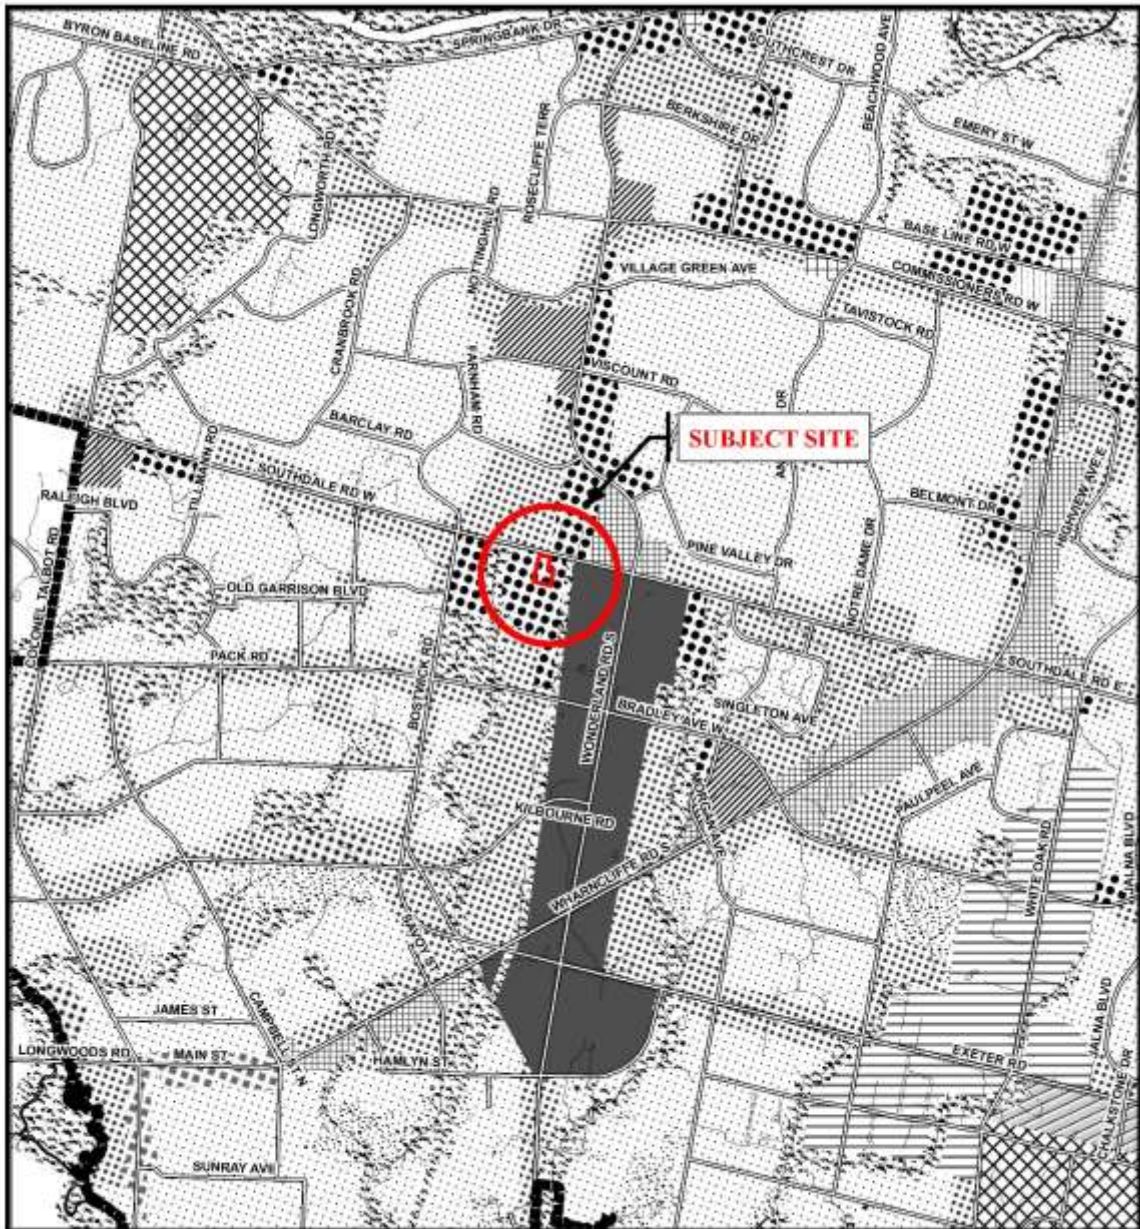 BYRON BASELINE RD
SPRINGBANK DR
SOUTHCREST DR
BEACHWOOD AVE
BERKSHIRE DR
EMERY ST W
LONGWORTH RD
ROSECLIFFE TERR
NOTTINGHILL RD
BASE LINE RD W
COMMISSIONERS RD W
VILLAGE GREEN AVE
CRANBROOK RD
TAVISTOCK RD
FARNHAM RD
VISCOUNT RD
BARCLAY RD
SUBJECT SITE
SOUTHDALE RD W
HIGHVIEW AVE E
RALEIGH BLVD
BELMONT DR
COLONEL TALBOT RD
PINE VALLEY DR
NOTRE DAME DR
OLD GARRISON BLVD
PACK RD
BOSTWICK RD
WONDERLAND RD S
SOUTHDALE RD E
SINGLETON AVE
BRADLEY AVE W
PAULPEEL AVE
KILBOURNE RD
WHITE OAK RD
JALNA BLVD
WHARNCLIFFE RD S
JAMES ST
CAMPBELL ST N
LONGWOODS RD
MAIN ST
HAMLYN ST
EXETER RD
JALNA BLVD
CHALKSTONE DR
SUNRAY AVE